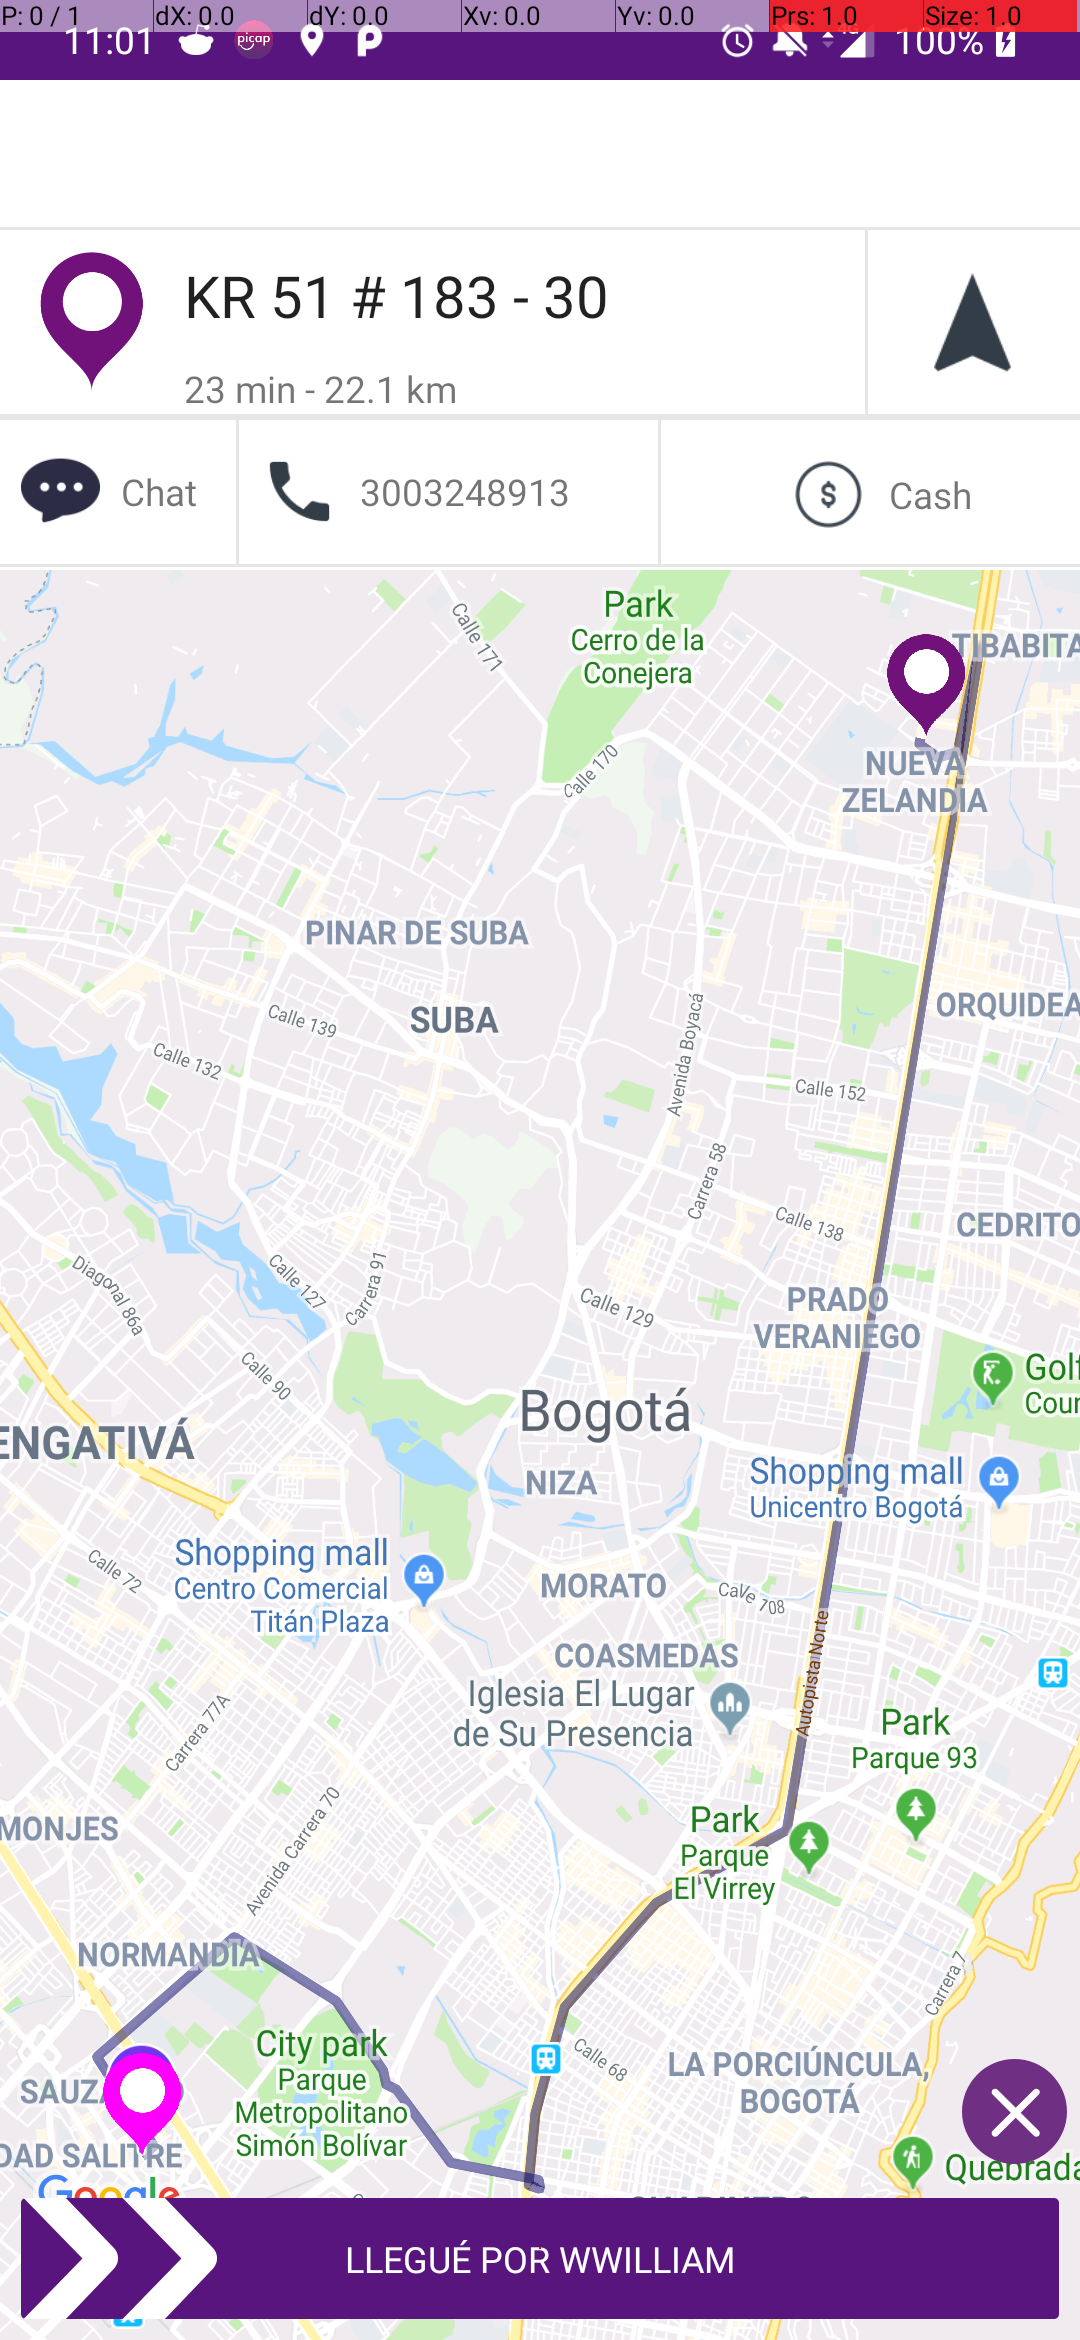 P: 0 / 1 dX: 0.0 dY: 0.0 Xv: 0.0 Yv: 0.0 Prs: 1.0 Size: 1.0
11:01 picap 100%
KR 51 # 183 - 30
23 min - 22.1 km
Chat 3003248913 Cash
Park
Cerro de la
Conejera
Calle 171
TIBABITA
Calle 170
NUEVA
ZELANDIA
PINAR DE SUBA
SUBA
ORQUIDEA
Calle 139
Calle 132
Avenida Boyacá
Calle 152
Carrera 58
Calle 138
CEDRITO
Diagonal 86a
Calle 127
Carrera 91
Calle 129
PRADO
VERANIEGO
Calle 90
Golf
Cour
Bogotá
ENGATIVÁ
NIZA
Shopping mall
Unicentro Bogotá
Shopping mall
Centro Comercial
Titán Plaza
Calle 72
MORATO
Calle 108
COASMEDAS
Autopista Norte
Iglesia El Lugar
de Su Presencia
Carrera 77A
Park
Parque 93
MONJES
Avenida Carrera 70
Park
Parque
El Virrey
NORMANDIA
Carrera 7
City park
Parque
Metropolitano
Simón Bolívar
Calle 68
LA PORCIÚNCULA,
BOGOTÁ
SAUZA
DAD SALITRE
Google
Quebrada
LLEGUÉ POR WWILLIAM